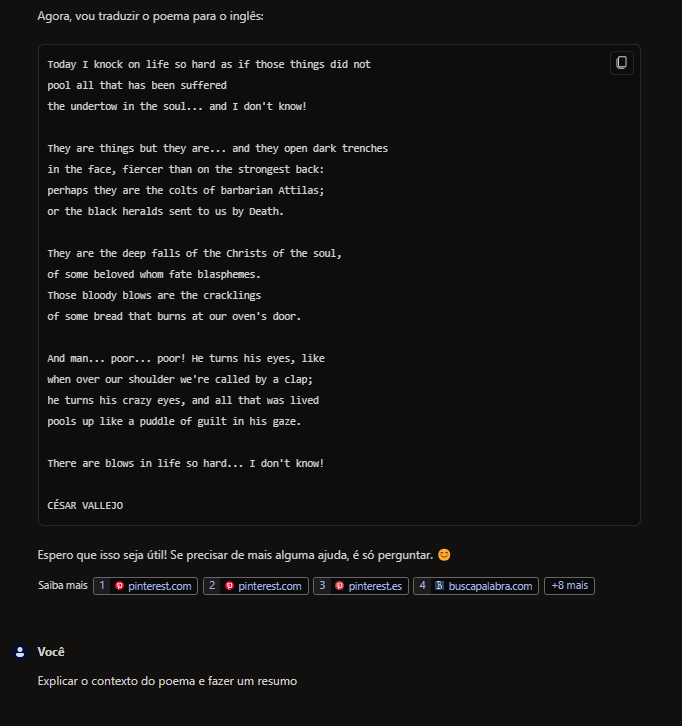 Agora, vou traduzir o poema para o inglês:
Today I knock on life so hard as if those things did not
pool all that has been suffered
the undertow in the soul... and I don't know!
They are things but they are... and they open dark trenches
in the face, fiercer than on the strongest back:
perhaps they are the colts of barbarian Attilas;
or the black heralds sent to us by Death.
They are the deep falls of the Christs of the soul,
of some beloved whom fate blasphemes.
Those bloody blows are the cracklings
of some bread that burns at our oven's door.
And man... poor... poor! He turns his eyes, like
when over our shoulder we're called by a clap;
he turns his crazy eyes, and all that was lived
pools up like a puddle of guilt in his gaze.
There are blows in life so hard... I don't know!
CÉSAR VALLEJO
Espero que isso seja útil! Se precisar de mais alguma ajuda, é só perguntar. 😊
Saiba mais 1 pinterest.com 2 pinterest.com 3 pinterest.es 4 buscapalabra.com +8 mais
Você
Explicar o contexto do poema e fazer um resumo